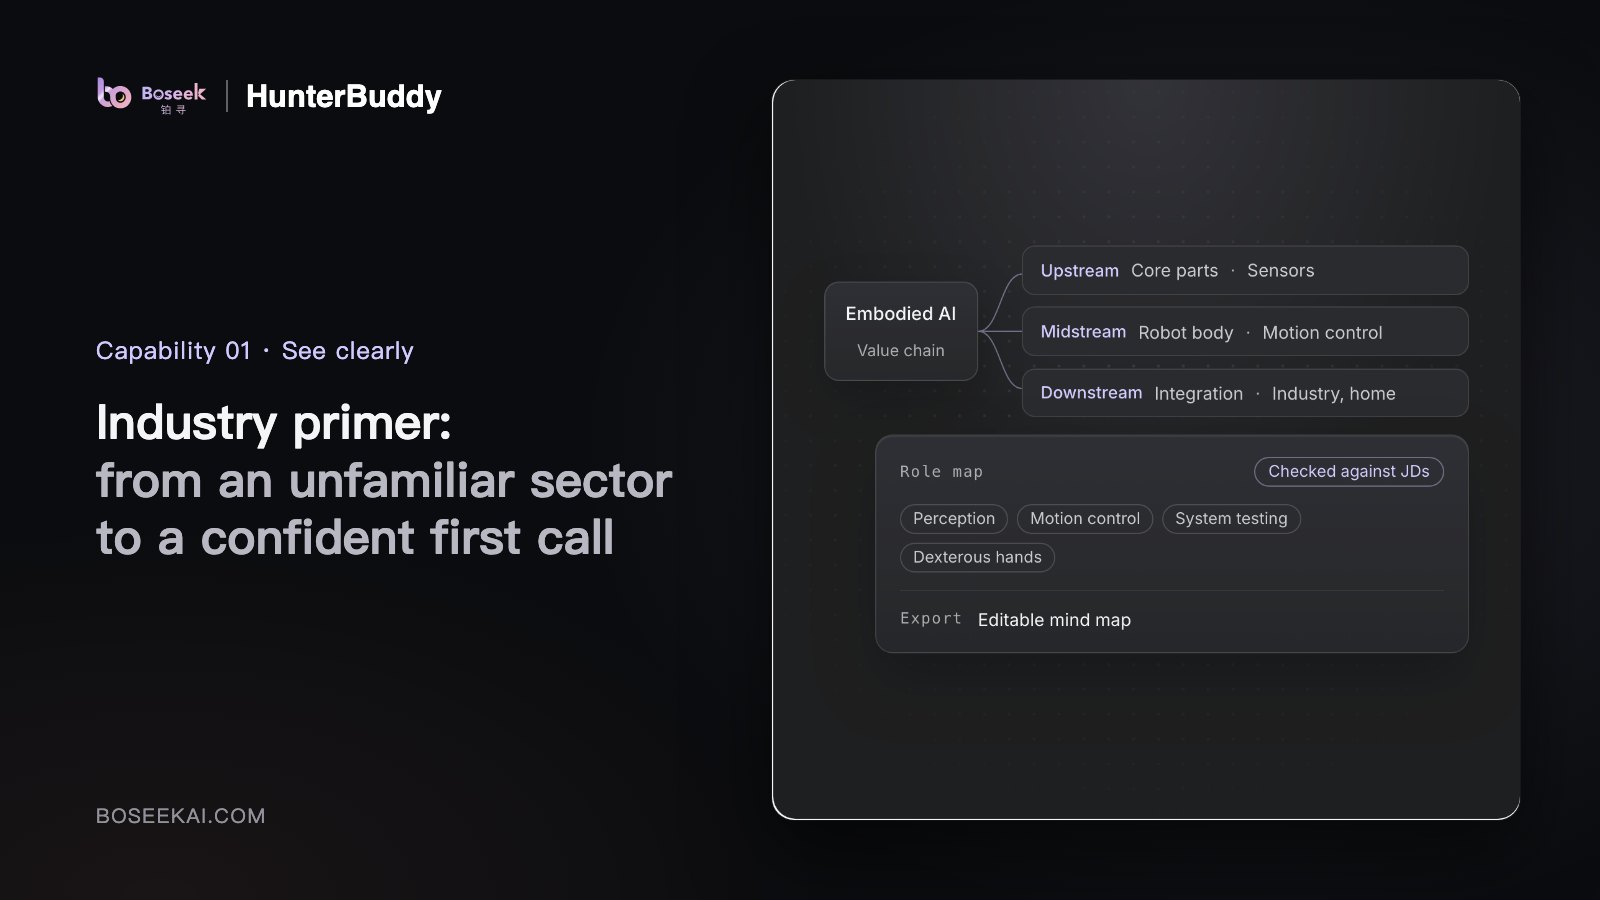 Boseek
铂寻
HunterBuddy
Capability 01 · See clearly
Industry primer:
from an unfamiliar sector
to a confident first call
BOSEEKAI.COM
Embodied AI
Value chain
Upstream Core parts · Sensors
Midstream Robot body · Motion control
Downstream Integration · Industry, home
Role map
Checked against JDs
Perception Motion control System testing
Dexterous hands
Export Editable mind map